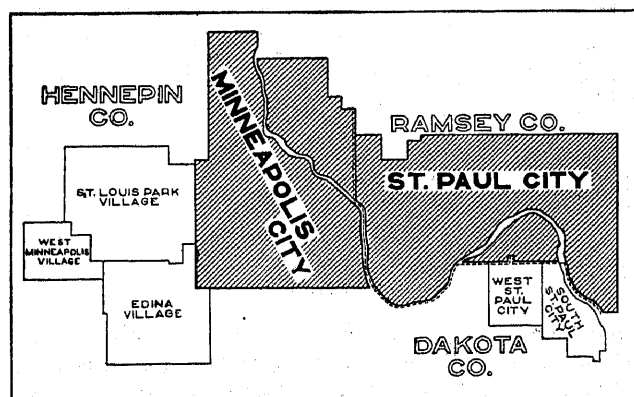 HENNEPIN
CO.
MINNEAPOLIS
CITY
RAMSEY CO.
ST. PAUL CITY
ST. LOUIS PARK
VILLAGE
WEST
MINNEAPOLIS
VILLAGE
EDINA
VILLAGE
WEST
ST.
PAUL
CITY
SOUTH
ST. PAUL
CITY
DAKOTA
CO.